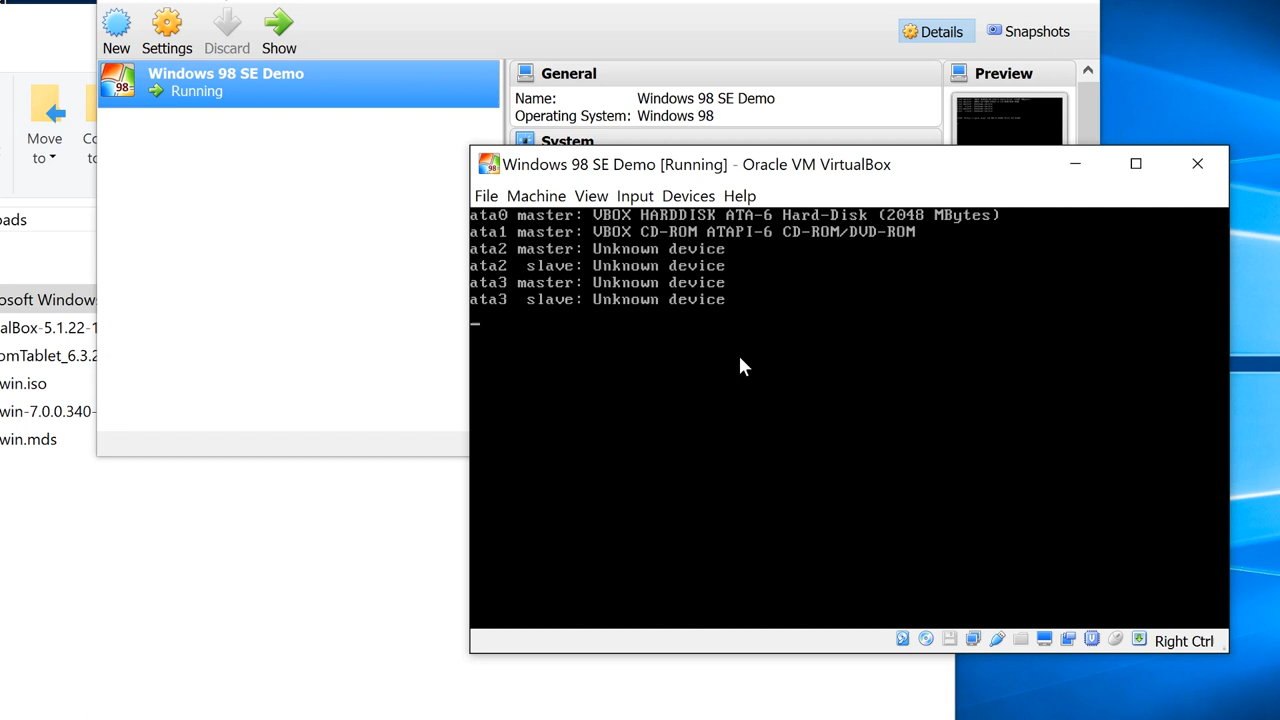 New
Settings
Discard
Show
Details
Snapshots
Windows 98 SE Demo
Running
General
Name: Windows 98 SE Demo
Operating System: Windows 98
System
Preview
Move
to
to
98
Windows 98 SE Demo [Running] - Oracle VM VirtualBox
File Machine View Input Devices Help
ata0 master: VBOX HARDDISK ATA-6 Hard-Disk (2048 MBytes)
ata1 master: VBOX CD-ROM ATAPI-6 CD-ROM/DVD-ROM
ata2 master: Unknown device
ata2 slave: Unknown device
ata3 master: Unknown device
ata3 slave: Unknown device
Right Ctrl
oads
osoft Windows
alBox-5.1.22-1
omTablet_6.3.2
win.iso
win-7.0.0.340-
win.mds